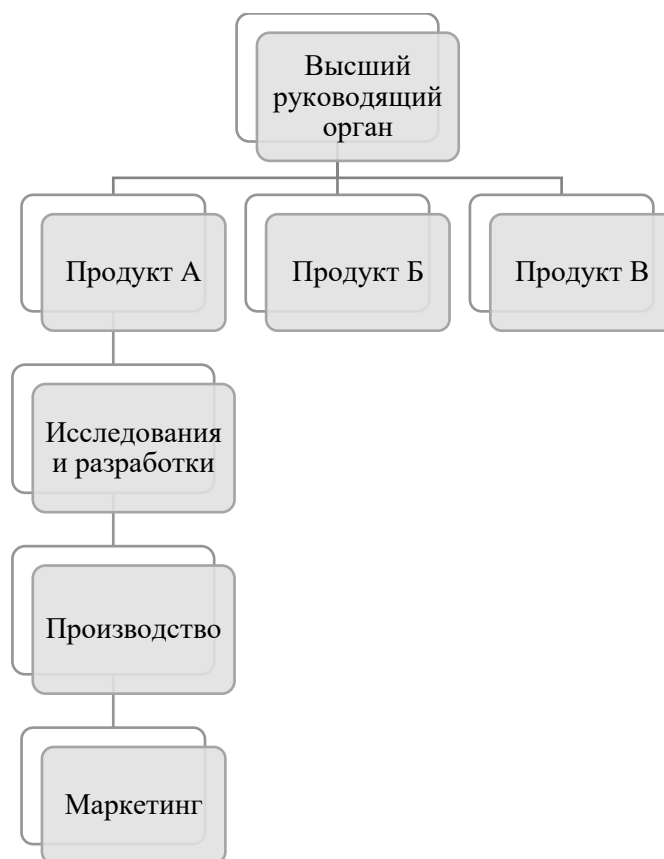 Высший
руководящий
орган
Продукт А
Продукт Б
Продукт В
Исследования
и разработки
Производство
Маркетинг